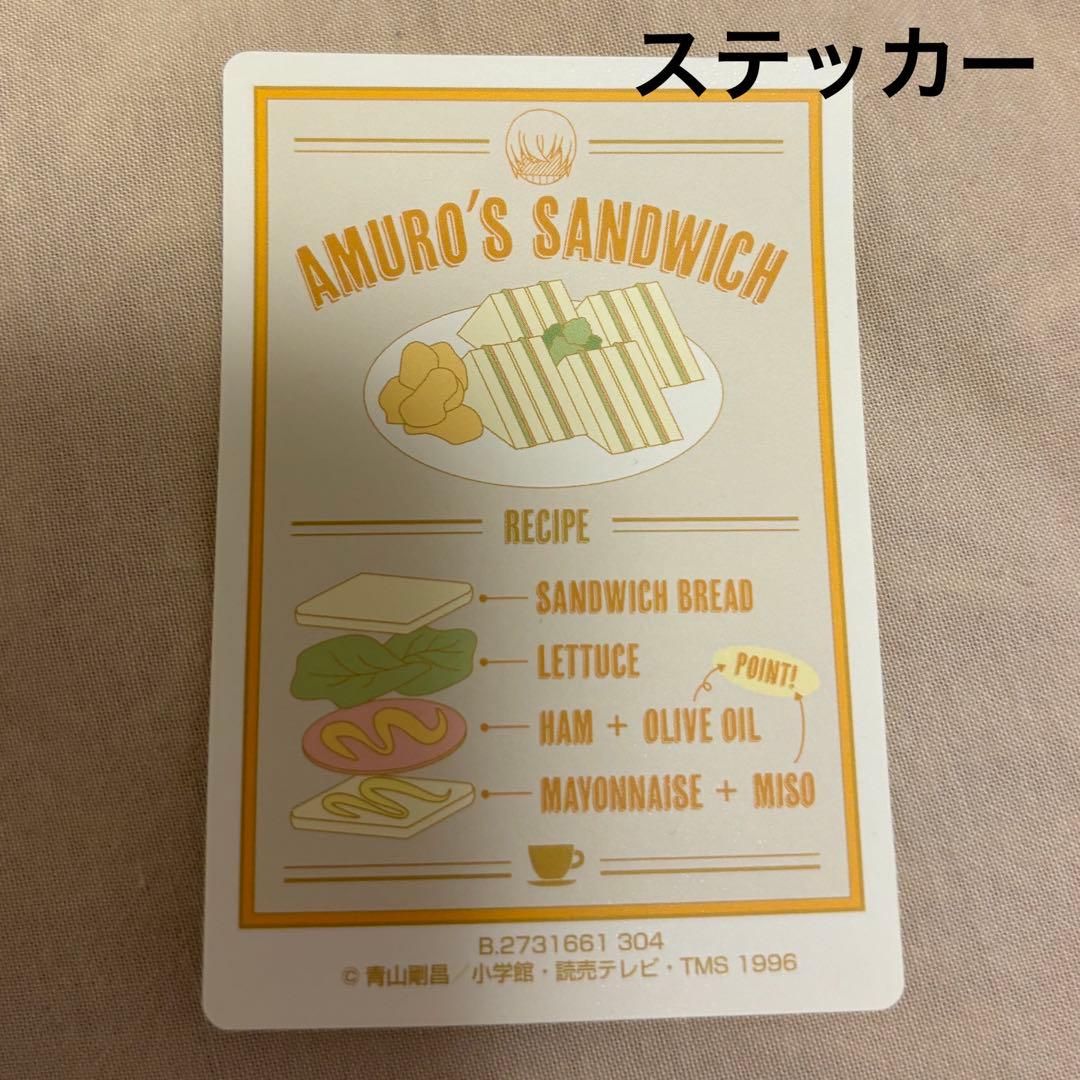 ステッカー
AMURO'S SANDWICH
RECIPE
SANDWICH BREAD
LETTUCE
POINT!
HAM + OLIVE OIL
MAYONNAISE + MISO
B.2731661 304
© 青山剛昌／小学館・読売テレビ・TMS 1996